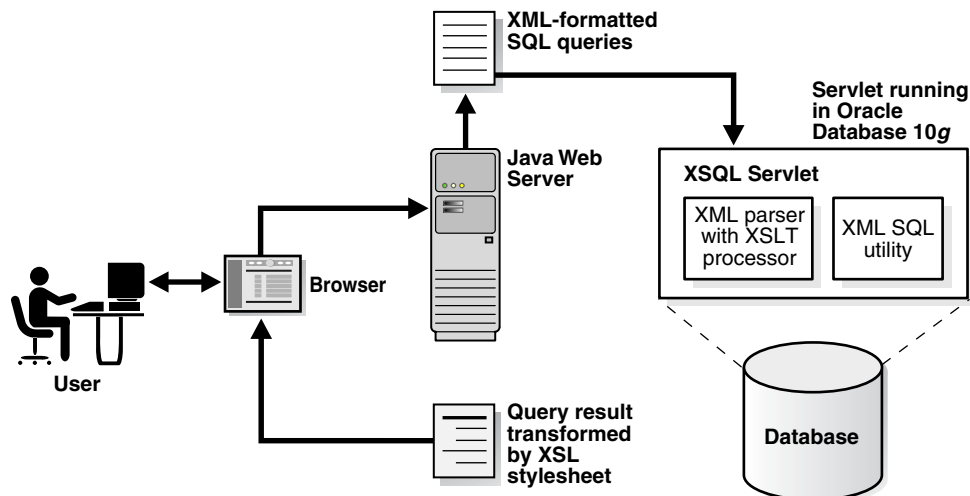 XML-formatted
SQL queries
Servlet running
in Oracle
Database 10g
Java Web
Server
XSQL Servlet
XML parser
with XSLT
processor
XML SQL
utility
Browser
User
Query result
transformed
by XSL
stylesheet
Database